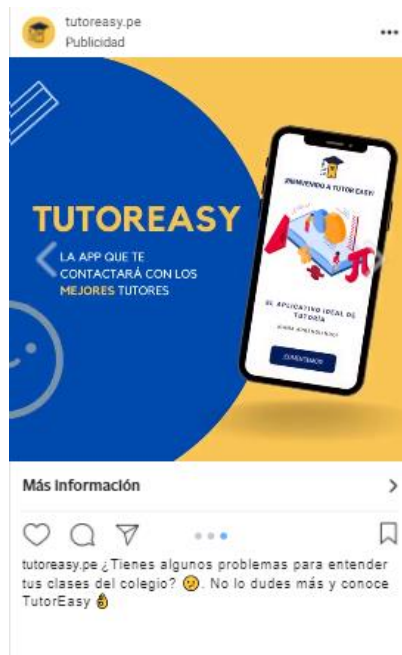 tutoreasy.pe
Publicidad
TUTOREASY
LA APP QUE TE
CONTACTARÁ CON LOS
MEJORES TUTORES
¡BIENVENIDO A TUTOR EASY!
EL APLICATIVO IDEAL DE
TUTORÍA
Más Información
tutoreasy.pe ¿Tienes algunos problemas para entender
tus clases del colegio? 😕. No lo dudes más y conoce
TutorEasy 👌